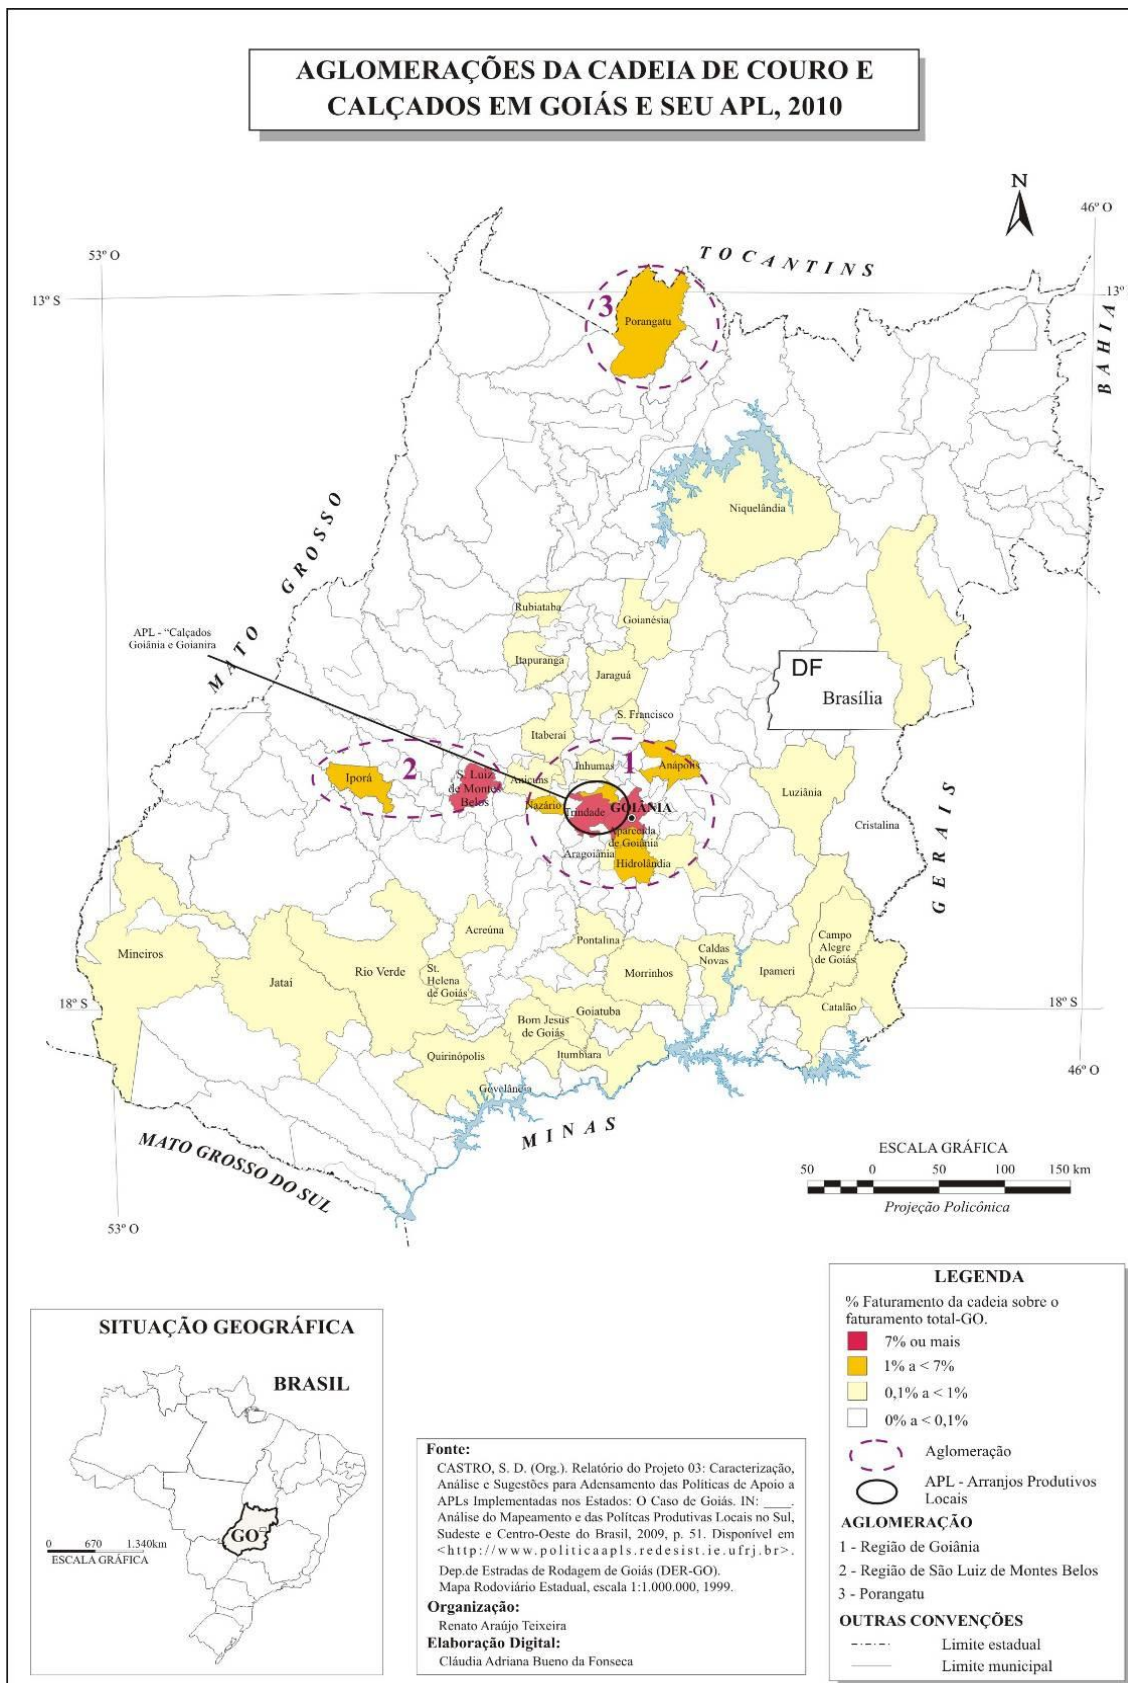 AGLOMERAÇÕES DA CADEIA DE COURO E
CALÇADOS EM GOIÁS E SEU APL, 2010
N
46º O
53º O
TOCANTINS
13º S
13º
3
Porangatu
BAHIA
Niquelândia
MATO GROSSO
Rubiataba
Goianésia
APL - “Calçados
Goiânia e Goianira
Itapuranga
Jaraguá
DF
Brasília
S. Francisco
Itaberaí
2
1
Inhumas
Anápolis
Iporá
S. Luiz
de Montes
Belos
Anicuns
Luziânia
Nazário
Trindade
GOIÂNIA
Cristalina
Aparecida
de Goiânia
Aragoiânia
Hidrolândia
GERAIS
Acreúna
Pontalina
Caldas
Novas
Campo
Alegre
de Goiás
Mineiros
Jataí
Rio Verde
St.
Helena
de Goiás
Morrinhos
Ipameri
18º S
18º S
Catalão
Goiatuba
Bom Jesus
de Goiás
Quirinópolis
Itumbiara
46º O
Govelância
MINAS
MATO GROSSO DO SUL
53º O
ESCALA GRÁFICA
50 0 50 100 150 km
Projeção Policônica
SITUAÇÃO GEOGRÁFICA
BRASIL
GO
0 670 1.340km
ESCALA GRÁFICA
Fonte:
CASTRO, S. D. (Org.). Relatório do Projeto 03: Caracterização,
Análise e Sugestões para Adensamento das Políticas de Apoio a
APLs Implementadas nos Estados: O Caso de Goiás. IN: ____.
Análise do Mapeamento e das Polítcas Produtivas Locais no Sul,
Sudeste e Centro-Oeste do Brasil, 2009, p. 51. Disponível em
<http://www.politicaapls.redesist.ie.ufrj.br>.
Dep.de Estradas de Rodagem de Goiás (DER-GO).
Mapa Rodoviário Estadual, escala 1:1.000.000, 1999.
Organização:
Renato Araújo Teixeira
Elaboração Digital:
Cláudia Adriana Bueno da Fonseca
LEGENDA
% Faturamento da cadeia sobre o
faturamento total-GO.
7% ou mais
1% a < 7%
0,1% a < 1%
0% a < 0,1%
Aglomeração
APL - Arranjos Produtivos
Locais
AGLOMERAÇÃO
1 - Região de Goiânia
2 - Região de São Luiz de Montes Belos
3 - Porangatu
OUTRAS CONVENÇÕES
Limite estadual
Limite municipal